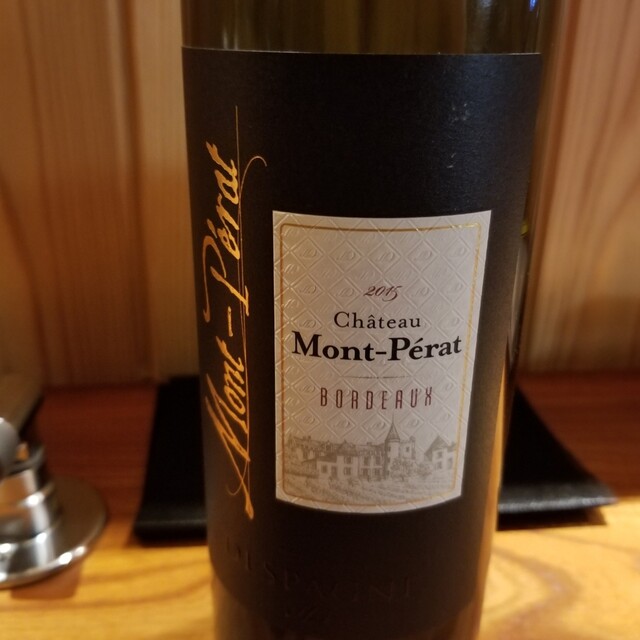 Mont-Pérat
2015
Château
Mont-Pérat
BORDEAUX